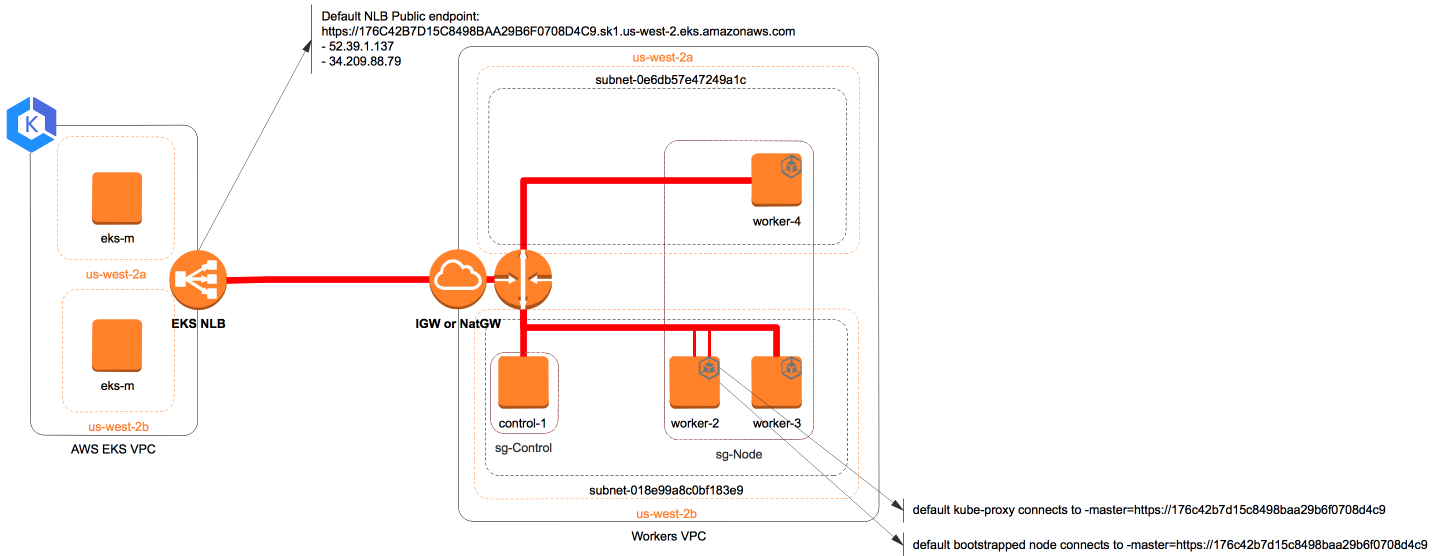 Default NLB Public endpoint:
https://176C42B7D15C8498BAA29B6F0708D4C9.sk1.us-west-2.eks.amazonaws.com
- 52.39.1.137
- 34.209.88.79
us-west-2a
subnet-0e6db57e47249a1c
K
eks-m
us-west-2a
worker-4
EKS NLB
IGW or NatGW
eks-m
us-west-2b
AWS EKS VPC
control-1
worker-2
worker-3
sg-Control
sg-Node
subnet-018e99a8c0bf183e9
us-west-2b
Workers VPC
default kube-proxy connects to -master=https://176c42b7d15c8498baa29b6f0708d4c9
default bootstrapped node connects to -master=https://176c42b7d15c8498baa29b6f0708d4c9